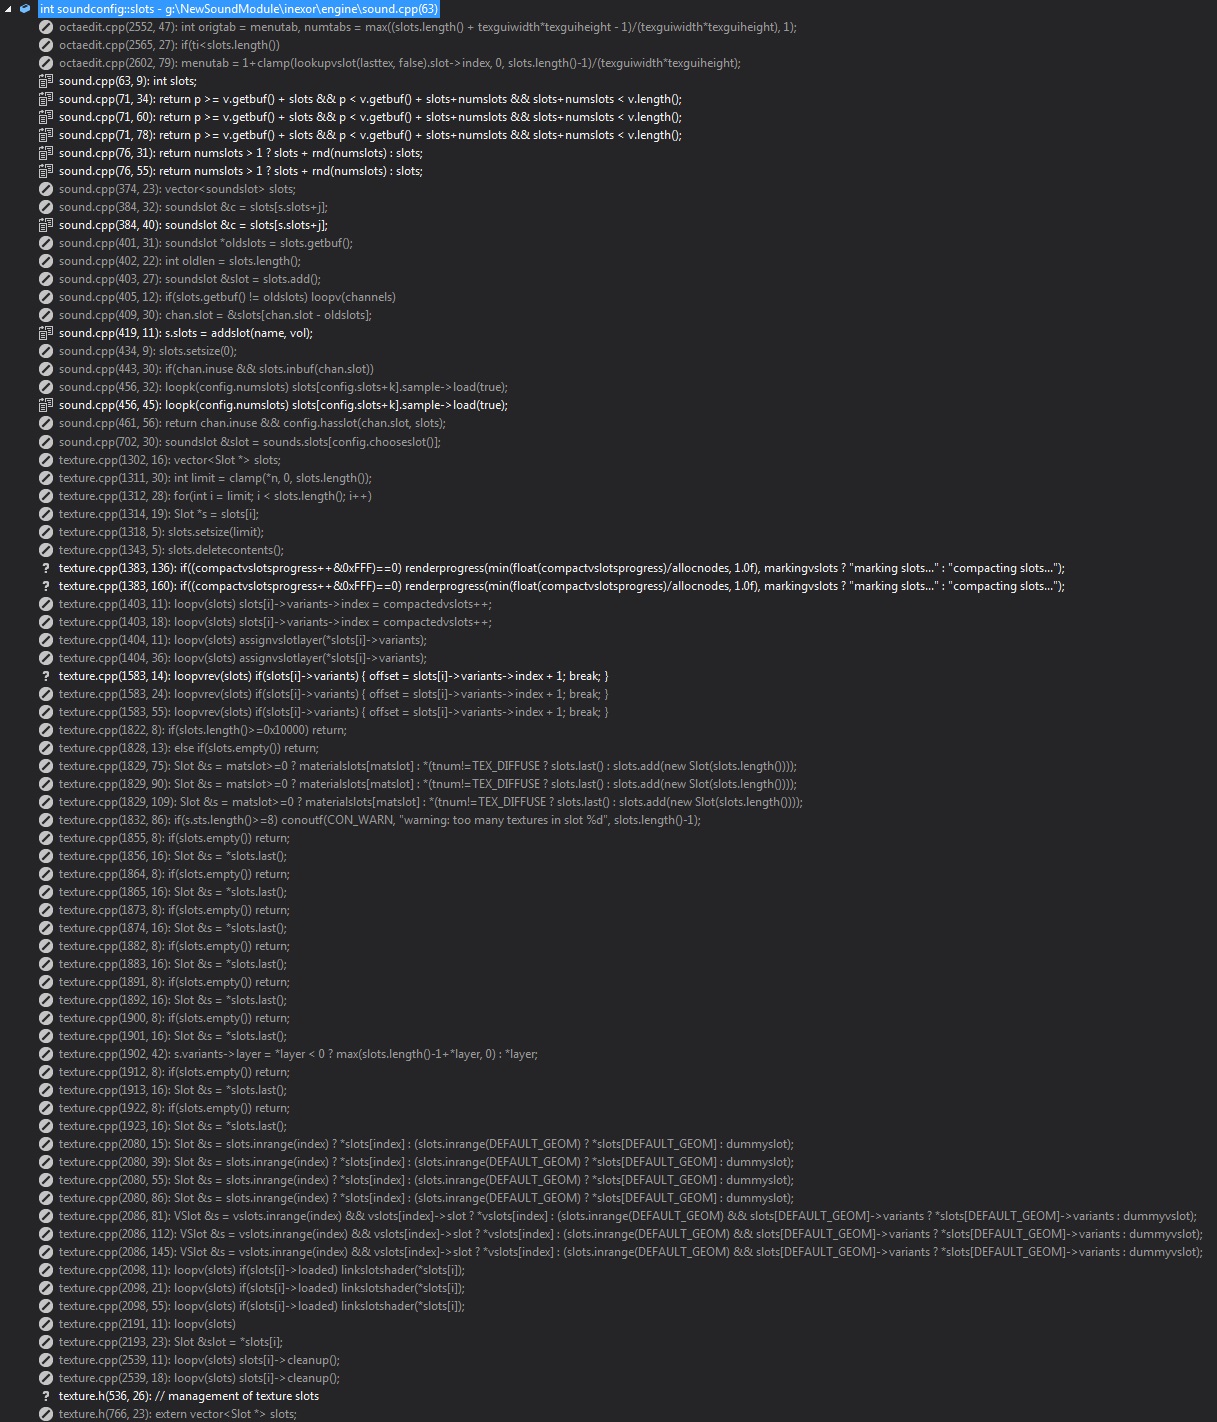 int soundconfig::slots - g:\NewSoundModule\inexor\engine\sound.cpp(63)
octaedit.cpp(2552, 47): int origtab = menutab, numtabs = max((slots.length() + texguiwidth*texguiheight - 1)/(texguiwidth*texguiheight), 1);
octaedit.cpp(2565, 27): if(ti<slots.length())
octaedit.cpp(2602, 79): menutab = 1+clamp(lookupvslot(lasttex, false).slot->index, 0, slots.length()-1)/(texguiwidth*texguiheight);
sound.cpp(63, 9): int slots;
sound.cpp(71, 34): return p >= v.getbuf() + slots && p < v.getbuf() + slots+numslots && slots+numslots < v.length();
sound.cpp(71, 60): return p >= v.getbuf() + slots && p < v.getbuf() + slots+numslots && slots+numslots < v.length();
sound.cpp(71, 78): return p >= v.getbuf() + slots && p < v.getbuf() + slots+numslots && slots+numslots < v.length();
sound.cpp(76, 31): return numslots > 1 ? slots + rnd(numslots) : slots;
sound.cpp(76, 55): return numslots > 1 ? slots + rnd(numslots) : slots;
sound.cpp(374, 23): vector<soundslot> slots;
sound.cpp(384, 32): soundslot &c = slots[s.slots+j];
sound.cpp(384, 40): soundslot &c = slots[s.slots+j];
sound.cpp(401, 31): soundslot *oldslots = slots.getbuf();
sound.cpp(402, 22): int oldlen = slots.length();
sound.cpp(403, 27): soundslot &slot = slots.add();
sound.cpp(405, 12): if(slots.getbuf() != oldslots) loopv(channels)
sound.cpp(409, 30): chan.slot = &slots[chan.slot - oldslots];
sound.cpp(419, 11): s.slots = addslot(name, vol);
sound.cpp(434, 9): slots.setsize(0);
sound.cpp(443, 30): if(chan.inuse && slots.inbuf(chan.slot))
sound.cpp(456, 32): loopk(config.numslots) slots[config.slots+k].sample->load(true);
sound.cpp(456, 45): loopk(config.numslots) slots[config.slots+k].sample->load(true);
sound.cpp(461, 56): return chan.inuse && config.hasslot(chan.slot, slots);
sound.cpp(702, 30): soundslot &slot = sounds.slots[config.chooseslot()];
texture.cpp(1302, 16): vector<Slot *> slots;
texture.cpp(1311, 30): int limit = clamp(*n, 0, slots.length());
texture.cpp(1312, 28): for(int i = limit; i < slots.length(); i++)
texture.cpp(1314, 19): Slot *s = slots[i];
texture.cpp(1318, 5): slots.setsize(limit);
texture.cpp(1343, 5): slots.deletecontents();
texture.cpp(1383, 136): if((compactvslotsprogress++&0xFFF)==0) renderprogress(min(float(compactvslotsprogress)/allocnodes, 1.0f), markingvslots ? "marking slots..." : "compacting slots...");
texture.cpp(1383, 160): if((compactvslotsprogress++&0xFFF)==0) renderprogress(min(float(compactvslotsprogress)/allocnodes, 1.0f), markingvslots ? "marking slots..." : "compacting slots...");
texture.cpp(1403, 11): loopv(slots) slots[i]->variants->index = compactedvslots++;
texture.cpp(1403, 18): loopv(slots) slots[i]->variants->index = compactedvslots++;
texture.cpp(1404, 11): loopv(slots) assignvslotlayer(*slots[i]->variants);
texture.cpp(1404, 36): loopv(slots) assignvslotlayer(*slots[i]->variants);
texture.cpp(1583, 14): loopvrev(slots) if(slots[i]->variants) { offset = slots[i]->variants->index + 1; break; }
texture.cpp(1583, 24): loopvrev(slots) if(slots[i]->variants) { offset = slots[i]->variants->index + 1; break; }
texture.cpp(1583, 55): loopvrev(slots) if(slots[i]->variants) { offset = slots[i]->variants->index + 1; break; }
texture.cpp(1822, 8): if(slots.length()>=0x10000) return;
texture.cpp(1828, 13): else if(slots.empty()) return;
texture.cpp(1829, 75): Slot &s = matslot>=0 ? materialslots[matslot] : *(tnum!=TEX_DIFFUSE ? slots.last() : slots.add(new Slot(slots.length())));
texture.cpp(1829, 90): Slot &s = matslot>=0 ? materialslots[matslot] : *(tnum!=TEX_DIFFUSE ? slots.last() : slots.add(new Slot(slots.length())));
texture.cpp(1829, 109): Slot &s = matslot>=0 ? materialslots[matslot] : *(tnum!=TEX_DIFFUSE ? slots.last() : slots.add(new Slot(slots.length())));
texture.cpp(1832, 86): if(s.sts.length()>=8) conoutf(CON_WARN, "warning: too many textures in slot %d", slots.length()-1);
texture.cpp(1855, 8): if(slots.empty()) return;
texture.cpp(1856, 16): Slot &s = *slots.last();
texture.cpp(1864, 8): if(slots.empty()) return;
texture.cpp(1865, 16): Slot &s = *slots.last();
texture.cpp(1873, 8): if(slots.empty()) return;
texture.cpp(1874, 16): Slot &s = *slots.last();
texture.cpp(1882, 8): if(slots.empty()) return;
texture.cpp(1883, 16): Slot &s = *slots.last();
texture.cpp(1891, 8): if(slots.empty()) return;
texture.cpp(1892, 16): Slot &s = *slots.last();
texture.cpp(1900, 8): if(slots.empty()) return;
texture.cpp(1901, 16): Slot &s = *slots.last();
texture.cpp(1902, 42): s.variants->layer = *layer < 0 ? max(slots.length()-1+*layer, 0) : *layer;
texture.cpp(1912, 8): if(slots.empty()) return;
texture.cpp(1913, 16): Slot &s = *slots.last();
texture.cpp(1922, 8): if(slots.empty()) return;
texture.cpp(1923, 16): Slot &s = *slots.last();
texture.cpp(2080, 15): Slot &s = slots.inrange(index) ? *slots[index] : (slots.inrange(DEFAULT_GEOM) ? *slots[DEFAULT_GEOM] : dummyslot);
texture.cpp(2080, 39): Slot &s = slots.inrange(index) ? *slots[index] : (slots.inrange(DEFAULT_GEOM) ? *slots[DEFAULT_GEOM] : dummyslot);
texture.cpp(2080, 55): Slot &s = slots.inrange(index) ? *slots[index] : (slots.inrange(DEFAULT_GEOM) ? *slots[DEFAULT_GEOM] : dummyslot);
texture.cpp(2080, 86): Slot &s = slots.inrange(index) ? *slots[index] : (slots.inrange(DEFAULT_GEOM) ? *slots[DEFAULT_GEOM] : dummyslot);
texture.cpp(2086, 81): VSlot &s = vslots.inrange(index) && vslots[index]->slot ? *vslots[index] : (slots.inrange(DEFAULT_GEOM) && slots[DEFAULT_GEOM]->variants ? *slots[DEFAULT_GEOM]->variants : dummyvslot);
texture.cpp(2086, 112): VSlot &s = vslots.inrange(index) && vslots[index]->slot ? *vslots[index] : (slots.inrange(DEFAULT_GEOM) && slots[DEFAULT_GEOM]->variants ? *slots[DEFAULT_GEOM]->variants : dummyvslot);
texture.cpp(2086, 145): VSlot &s = vslots.inrange(index) && vslots[index]->slot ? *vslots[index] : (slots.inrange(DEFAULT_GEOM) && slots[DEFAULT_GEOM]->variants ? *slots[DEFAULT_GEOM]->variants : dummyvslot);
texture.cpp(2098, 11): loopv(slots) if(slots[i]->loaded) linkslotshader(*slots[i]);
texture.cpp(2098, 21): loopv(slots) if(slots[i]->loaded) linkslotshader(*slots[i]);
texture.cpp(2098, 55): loopv(slots) if(slots[i]->loaded) linkslotshader(*slots[i]);
texture.cpp(2191, 11): loopv(slots)
texture.cpp(2193, 23): Slot &slot = *slots[i];
texture.cpp(2539, 11): loopv(slots) slots[i]->cleanup();
texture.cpp(2539, 18): loopv(slots) slots[i]->cleanup();
texture.h(536, 26): // management of texture slots
texture.h(766, 23): extern vector<Slot *> slots;